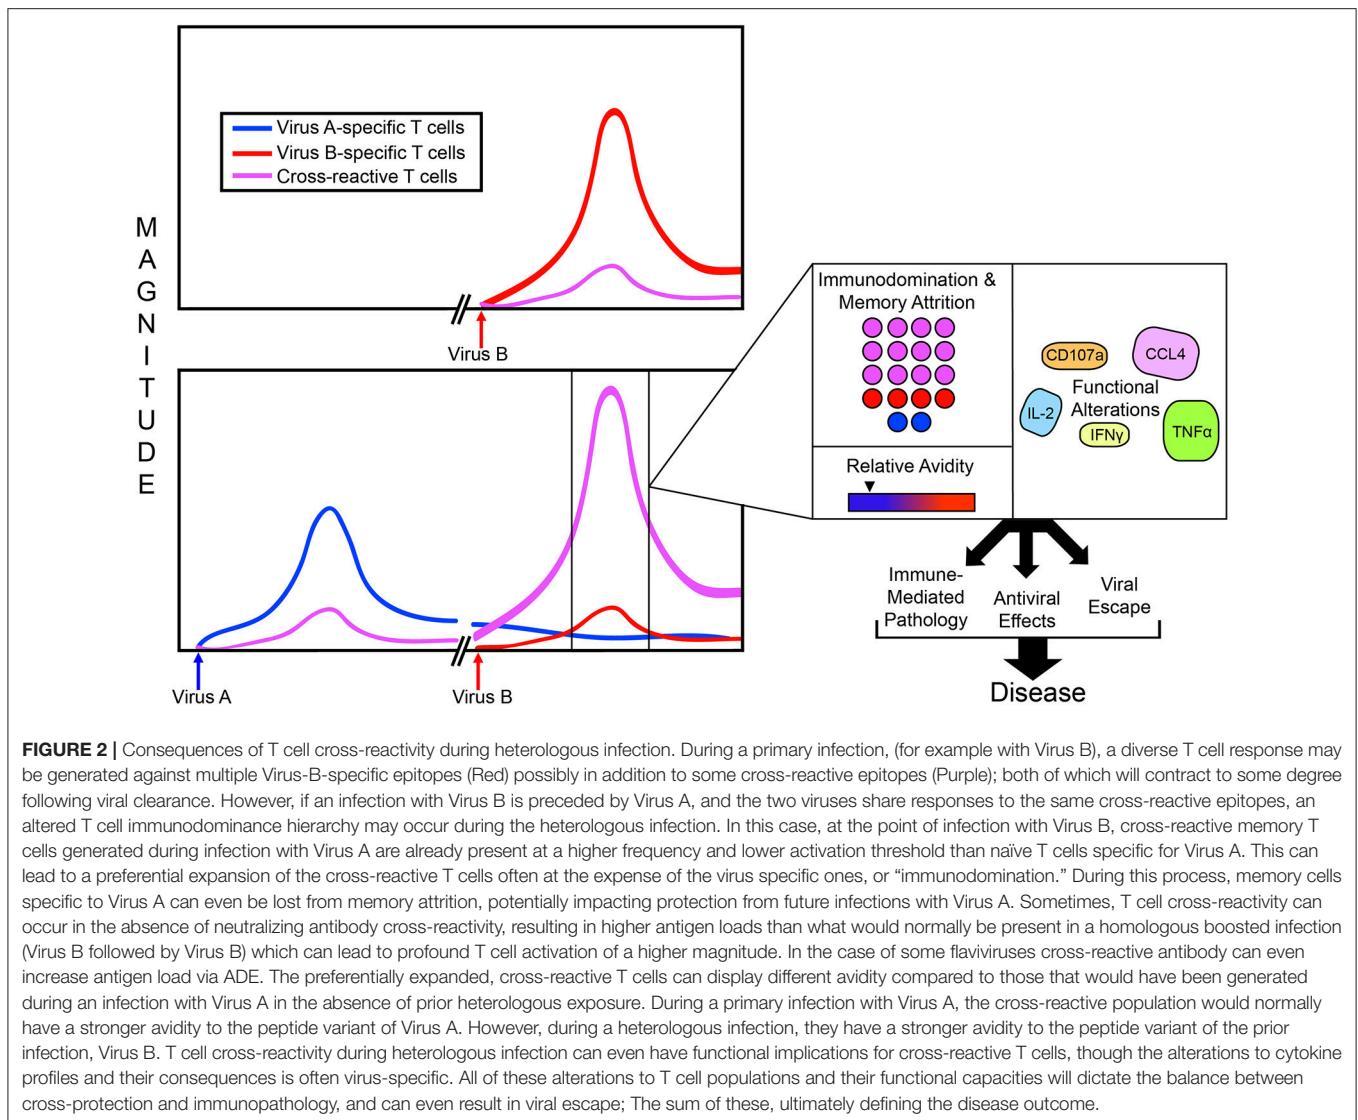 Virus A-specific T cells
Virus B-specific T cells
Cross-reactive T cells
MAGNITUDE
Virus B
Immunodomination &
Memory Attrition
CD107a
CCL4
Functional
Alterations
IL-2
IFNγ
TNFα
Relative Avidity
Virus A
Virus B
Immune-
Mediated
Pathology
Antiviral
Effects
Viral
Escape
Disease
FIGURE 2 | Consequences of T cell cross-reactivity during heterologous infection. During a primary infection, (for example with Virus B), a diverse T cell response may
be generated against multiple Virus-B-specific epitopes (Red) possibly in addition to some cross-reactive epitopes (Purple); both of which will contract to some degree
following viral clearance. However, if an infection with Virus B is preceded by Virus A, and the two viruses share responses to the same cross-reactive epitopes, an
altered T cell immunodominance hierarchy may occur during the heterologous infection. In this case, at the point of infection with Virus B, cross-reactive memory T
cells generated during infection with Virus A are already present at a higher frequency and lower activation threshold than naïve T cells specific for Virus A. This can
lead to a preferential expansion of the cross-reactive T cells often at the expense of the virus specific ones, or “immunodomination.” During this process, memory cells
specific to Virus A can even be lost from memory attrition, potentially impacting protection from future infections with Virus A. Sometimes, T cell cross-reactivity can
occur in the absence of neutralizing antibody cross-reactivity, resulting in higher antigen loads than what would normally be present in a homologous boosted infection
(Virus B followed by Virus B) which can lead to profound T cell activation of a higher magnitude. In the case of some flaviviruses cross-reactive antibody can even
increase antigen load via ADE. The preferentially expanded, cross-reactive T cells can display different avidity compared to those that would have been generated
during an infection with Virus A in the absence of prior heterologous exposure. During a primary infection with Virus A, the cross-reactive population would normally
have a stronger avidity to the peptide variant of Virus A. However, during a heterologous infection, they have a stronger avidity to the peptide variant of the prior
infection, Virus B. T cell cross-reactivity during heterologous infection can even have functional implications for cross-reactive T cells, though the alterations to cytokine
profiles and their consequences is often virus-specific. All of these alterations to T cell populations and their functional capacities will dictate the balance between
cross-protection and immunopathology, and can even result in viral escape; The sum of these, ultimately defining the disease outcome.